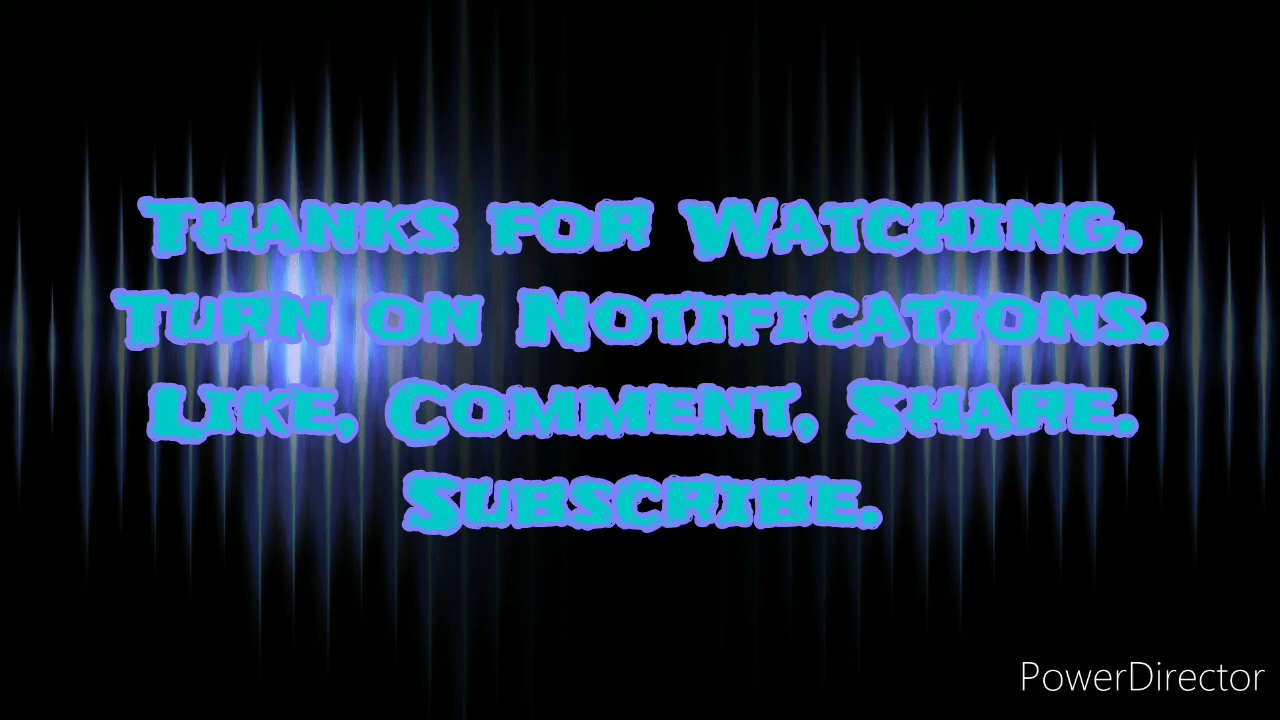 Thanks for Watching.
Turn on Notifications.
Like, Comment, Share.
Subscribe.
PowerDirector